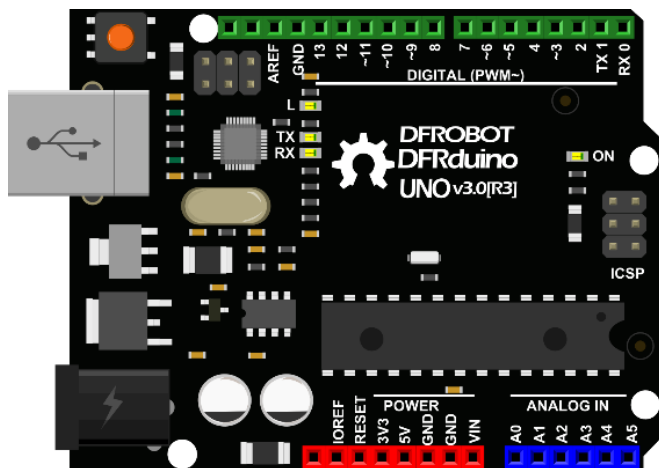 AREF
GND
13
12
~11
~10
~9
8
7
~6
~5
4
~3
2
TX 1
RX 0
DIGITAL (PWM~)
L
TX
RX
DFROBOT
DFRduino
UNO v3.0[R3]
ON
ICSP
POWER
ANALOG IN
IOREF
RESET
3V3
5V
GND
GND
VIN
A0
A1
A2
A3
A4
A5